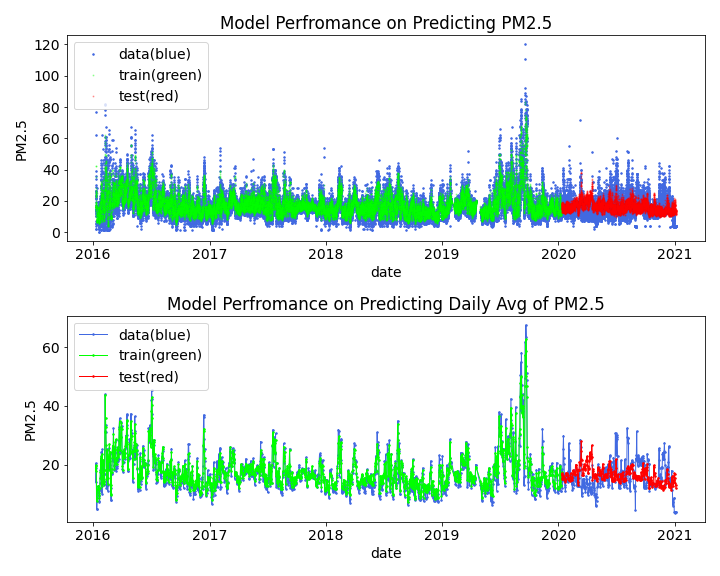 Model Perfromance on Predicting PM2.5
PM2.5
120
100
80
60
40
20
0
data(blue)
train(green)
test(red)
2016 2017 2018 2019 2020 2021
date
Model Perfromance on Predicting Daily Avg of PM2.5
PM2.5
60
40
20
data(blue)
train(green)
test(red)
2016 2017 2018 2019 2020 2021
date